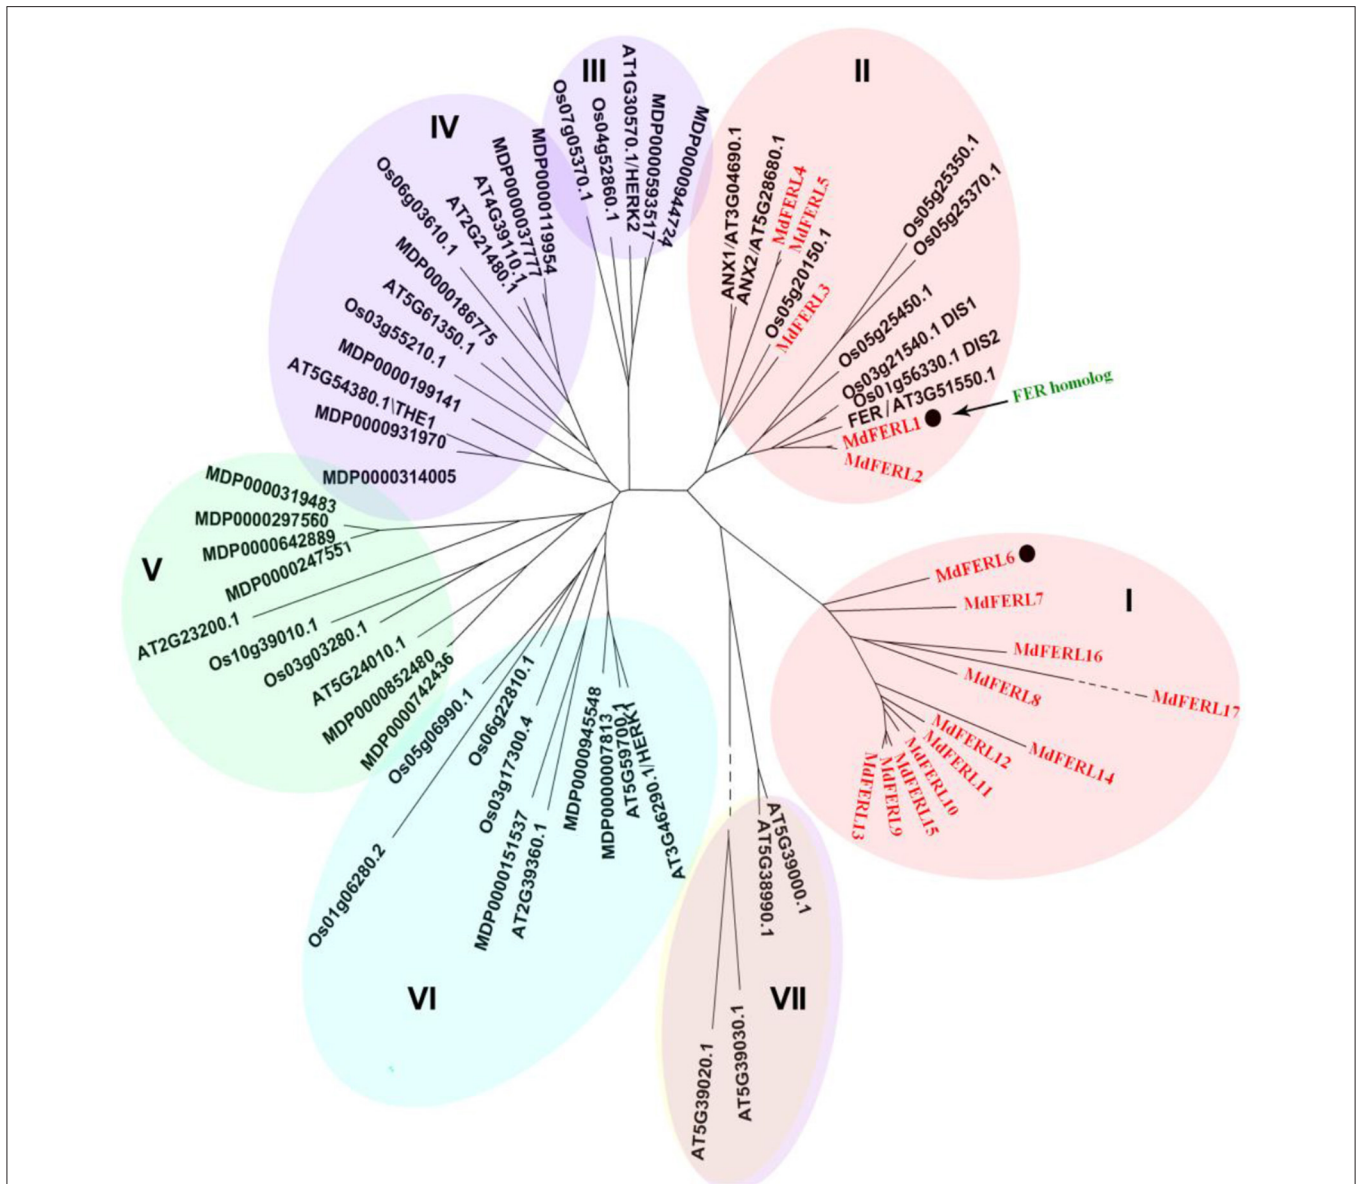 III
Os07g05370.1
Os04g52860.1
AT1G30570.1/HERK2
MDP0000593517
MDP0000944724
II
ANX1/AT3G04690.1
ANX2/AT5G28680.1
MdFERL4
MdFERL5
Os05g20150.1
MdFERL3
Os05g25350.1
Os05g25370.1
Os05g25450.1
Os03g21540.1 DIS1
Os01g56330.1 DIS2
FER/AT3G51550.1
MdFERL1
MdFERL2
FER homolog
I
MdFERL6
MdFERL7
MdFERL16
MdFERL8
MdFERL17
MdFERL14
MdFERL12
MdFERL11
MdFERL10
MdFERL15
MdFERL9
MdFERL13
VII
AT5G39000.1
AT5G38990.1
AT5G39030.1
AT5G39020.1
VI
AT3G46290.1/HERK1
AT5G59700.1
MDP0000007813
MDP0000945548
AT2G39360.1
MDP0000151537
Os03g17300.4
Os06g22810.1
Os01g06280.2
Os05g06990.1
V
MDP0000742436
MDP0000852480
AT5G24010.1
Os03g03280.1
Os10g39010.1
AT2G23200.1
MDP0000247551
MDP0000642889
MDP0000297560
MDP0000319483
IV
MDP0000314005
MDP0000931970
AT5G54380.1\THE1
MDP0000199141
Os03g55210.1
AT5G61350.1
MDP0000186775
Os06g03610.1
AT2G21480.1
AT4G39110.1
MDP0000037777
MDP0000119954